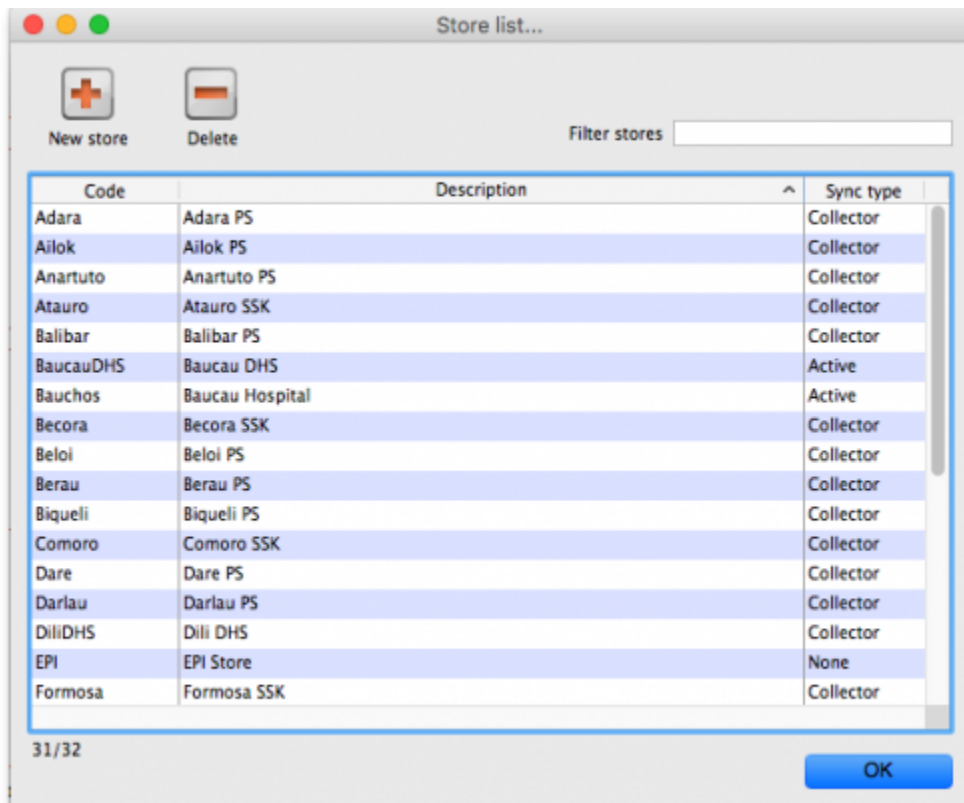 Store list...
New store Delete Filter stores
Code Description Sync type
Adara Adara PS Collector
Ailok Ailok PS Collector
Anartuto Anartuto PS Collector
Atauro Atauro SSK Collector
Balibar Balibar PS Collector
BaucauDHS Baucau DHS Active
Bauchos Baucau Hospital Active
Becora Becora SSK Collector
Beloi Beloi PS Collector
Berau Berau PS Collector
Biqueli Biqueli PS Collector
Comoro Comoro SSK Collector
Dare Dare PS Collector
Darlau Darlau PS Collector
DiliDHS Dili DHS Collector
EPI EPI Store None
Formosa Formosa SSK Collector
31/32
OK